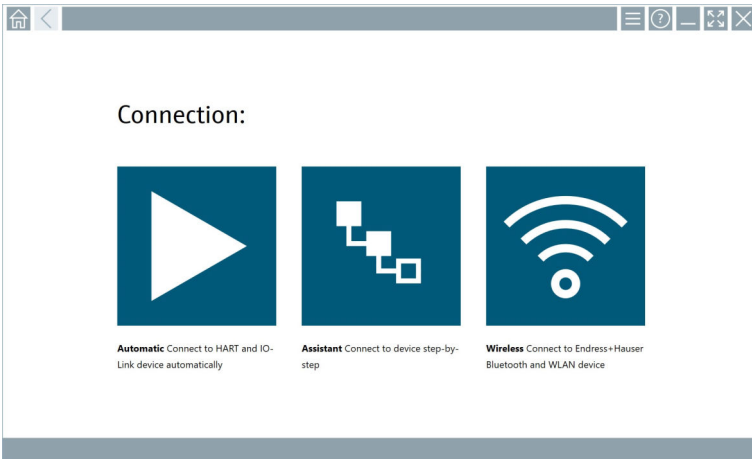 Connection:
Automatic Connect to HART and IO-
Link device automatically
Assistant Connect to device step-by-
step
Wireless Connect to Endress+Hauser
Bluetooth and WLAN device